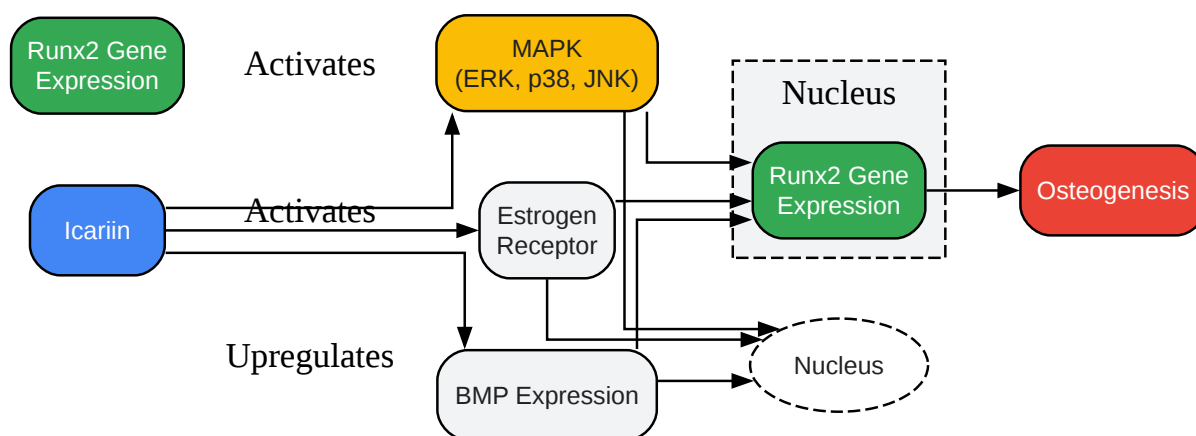 Runx2 Gene
Expression
Activates
MAPK
(ERK, p38, JNK)
Nucleus
Runx2 Gene
Expression
Osteogenesis
Icariin
Activates
Estrogen
Receptor
Upregulates
BMP Expression
Nucleus